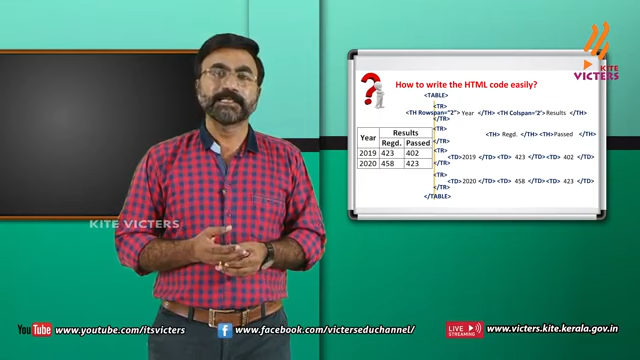 KITE
VICTERS
How to write the HTML code easily?
<TABLE>
<TR>
<TH Rowspan="2"> Year </TH> <TH Colspan='2'> Results </TH>
</TR>
<TR>
<TH> Regd. </TH> <TH>Passed </TH>
</TR>
<TR>
<TD>2019 </TD> <TD> 423 </TD> <TD> 402 </TD>
</TR>
<TR>
<TD>2020 </TD> <TD> 458 </TD> <TD> 423 </TD>
</TR>
</TABLE>
Year Results
Regd. Passed
2019 423 402
2020 458 423
KITE VICTERS
YouTube www.youtube.com/itsvicters
f www.facebook.com/victerseduchannel/
LIVE STREAMING www.victers.kite.kerala.gov.in